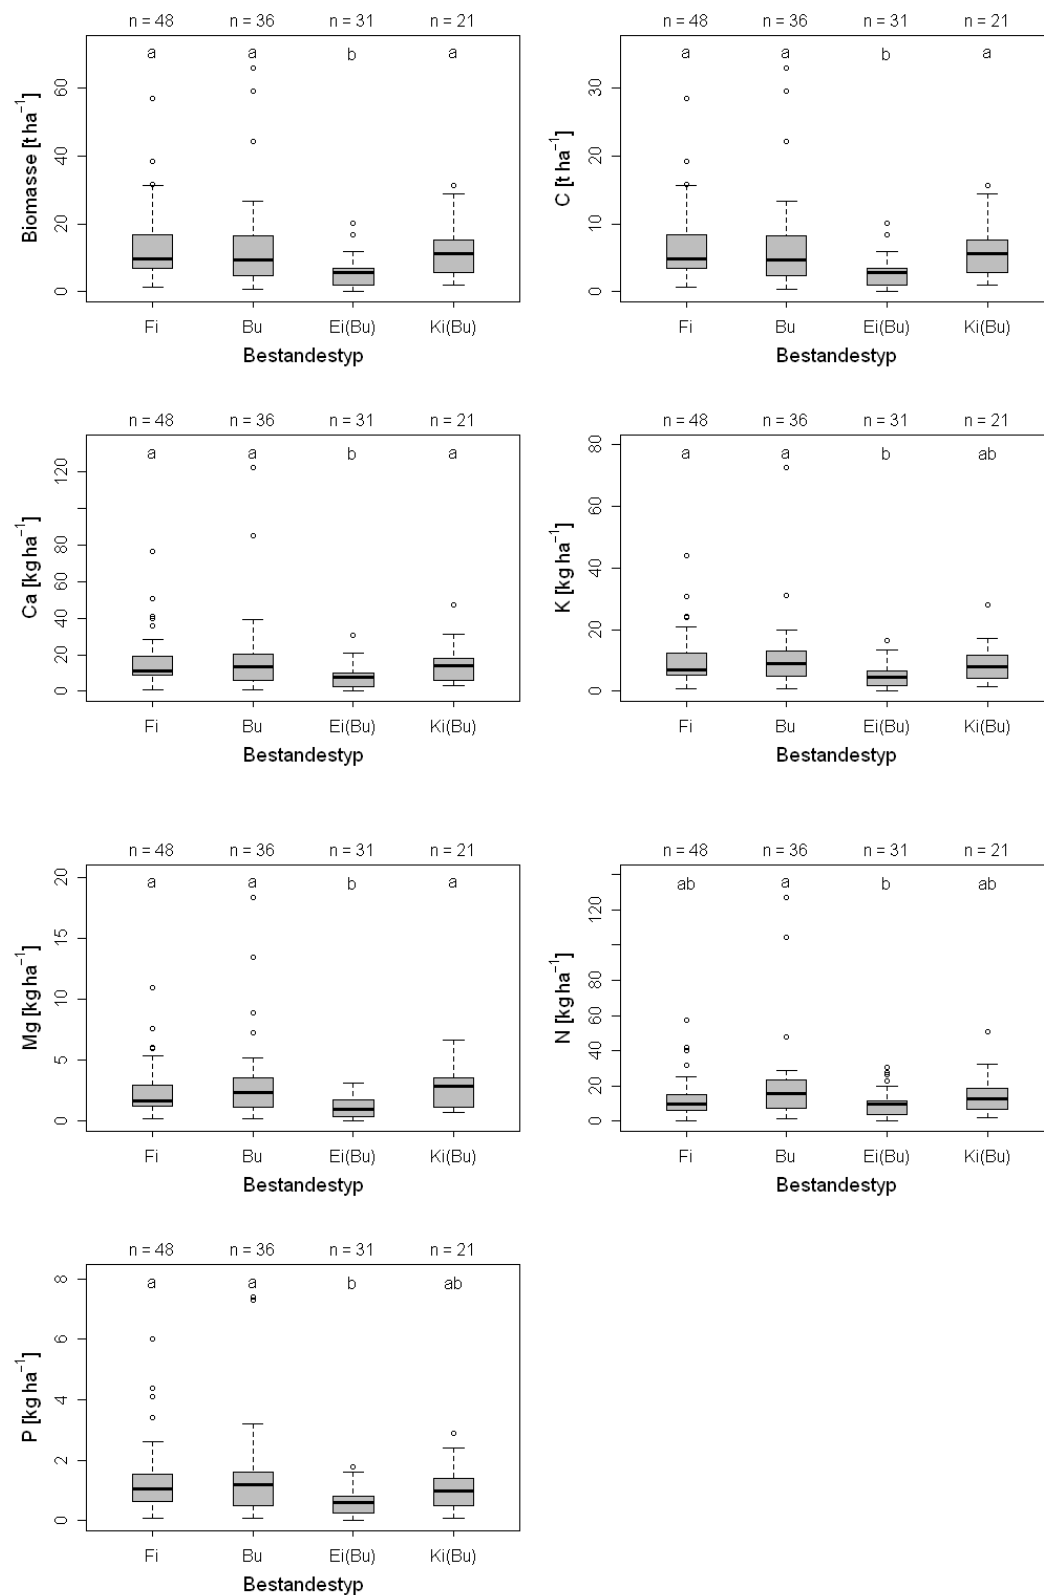 n = 48 n = 36 n = 31 n = 21
a a b a
Biomasse [t ha⁻¹]
60
40
20
0
Fi Bu Ei(Bu) Ki(Bu)
Bestandestyp
n = 48 n = 36 n = 31 n = 21
a a b a
C [t ha⁻¹]
30
20
10
0
Fi Bu Ei(Bu) Ki(Bu)
Bestandestyp
n = 48 n = 36 n = 31 n = 21
a a b a
Ca [kg ha⁻¹]
120
80
60
40
20
0
Fi Bu Ei(Bu) Ki(Bu)
Bestandestyp
n = 48 n = 36 n = 31 n = 21
a a b ab
K [kg ha⁻¹]
80
60
40
20
0
Fi Bu Ei(Bu) Ki(Bu)
Bestandestyp
n = 48 n = 36 n = 31 n = 21
a a b a
Mg [kg ha⁻¹]
20
15
10
5
0
Fi Bu Ei(Bu) Ki(Bu)
Bestandestyp
n = 48 n = 36 n = 31 n = 21
ab a b ab
N [kg ha⁻¹]
120
80
60
40
20
0
Fi Bu Ei(Bu) Ki(Bu)
Bestandestyp
n = 48 n = 36 n = 31 n = 21
a a b ab
P [kg ha⁻¹]
8
6
4
2
0
Fi Bu Ei(Bu) Ki(Bu)
Bestandestyp